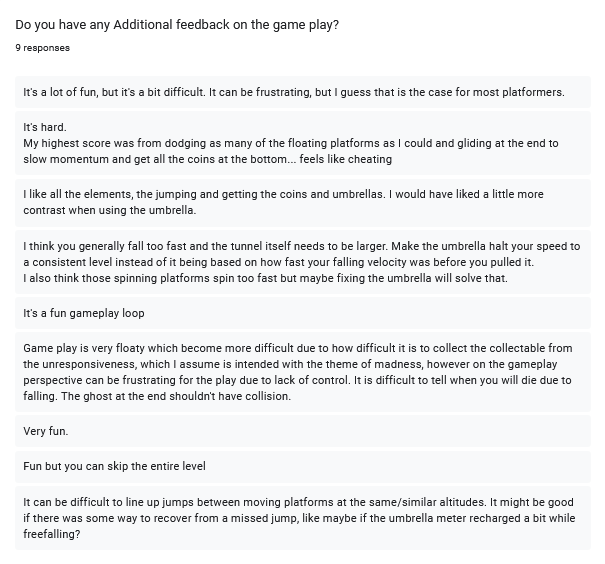 Do you have any Additional feedback on the game play?
9 responses
It's a lot of fun, but it's a bit difficult. It can be frustrating, but I guess that is the case for most platformers.
It's hard.
My highest score was from dodging as many of the floating platforms as I could and gliding at the end to
slow momentum and get all the coins at the bottom... feels like cheating
I like all the elements, the jumping and getting the coins and umbrellas. I would have liked a little more
contrast when using the umbrella.
I think you generally fall too fast and the tunnel itself needs to be larger. Make the umbrella halt your speed to
a consistent level instead of it being based on how fast your falling velocity was before you pulled it.
I also think those spinning platforms spin too fast but maybe fixing the umbrella will solve that.
It's a fun gameplay loop
Game play is very floaty which become more difficult due to how difficult it is to collect the collectable from
the unresponsiveness, which I assume is intended with the theme of madness, however on the gameplay
perspective can be frustrating for the play due to lack of control. It is difficult to tell when you will die due to
falling. The ghost at the end shouldn't have collision.
Very fun.
Fun but you can skip the entire level
It can be difficult to line up jumps between moving platforms at the same/similar altitudes. It might be good
if there was some way to recover from a missed jump, like maybe if the umbrella meter recharged a bit while
freefalling?